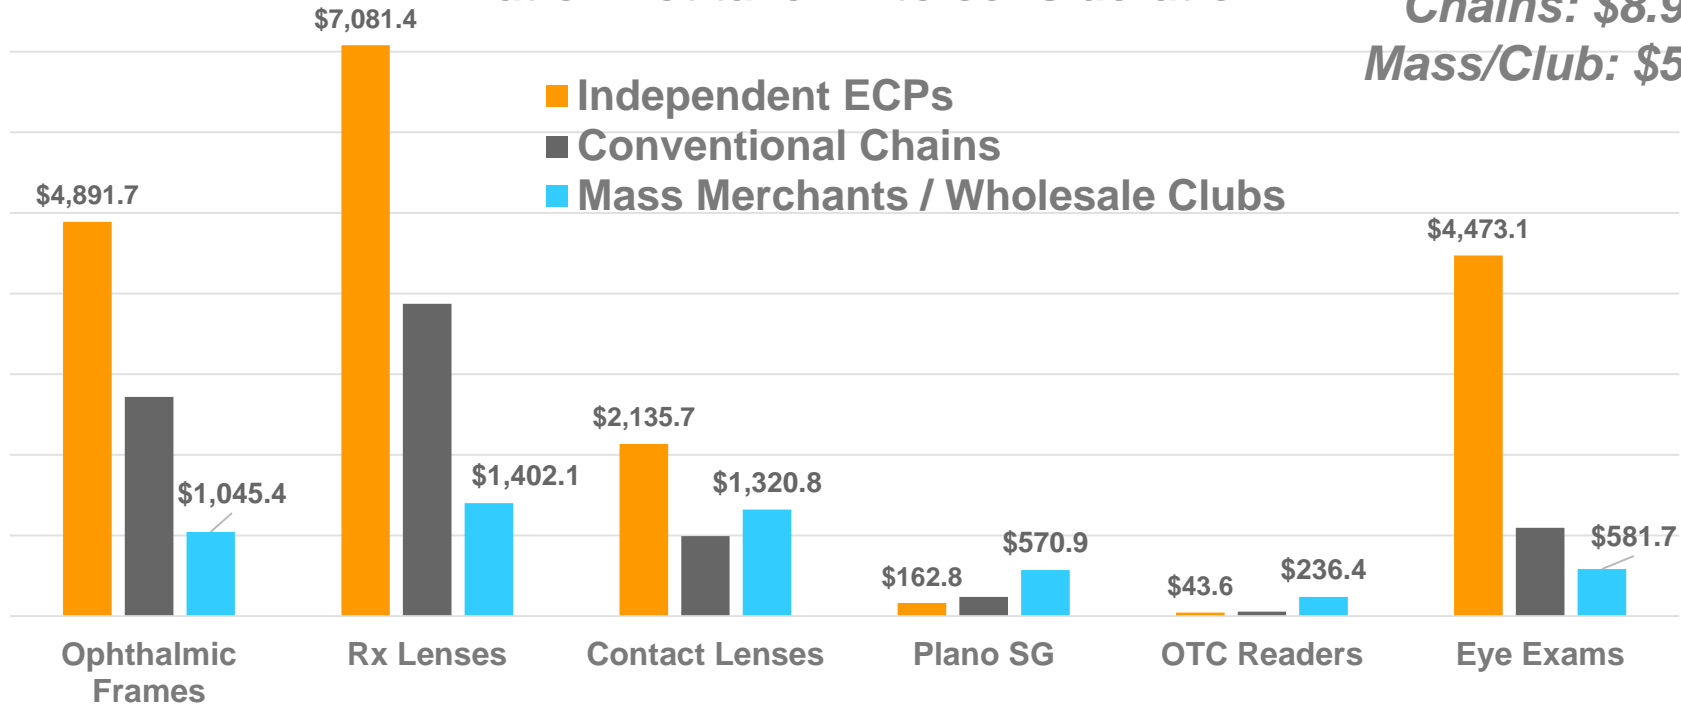 Chains: $8.9
Mass/Club: $5
Independent ECPs
Conventional Chains
Mass Merchants / Wholesale Clubs
$4,891.7
$1,045.4
$7,081.4
$1,402.1
$2,135.7
$1,320.8
$162.8
$570.9
$43.6
$236.4
$4,473.1
$581.7
Ophthalmic
Frames
Rx Lenses
Contact Lenses
Plano SG
OTC Readers
Eye Exams